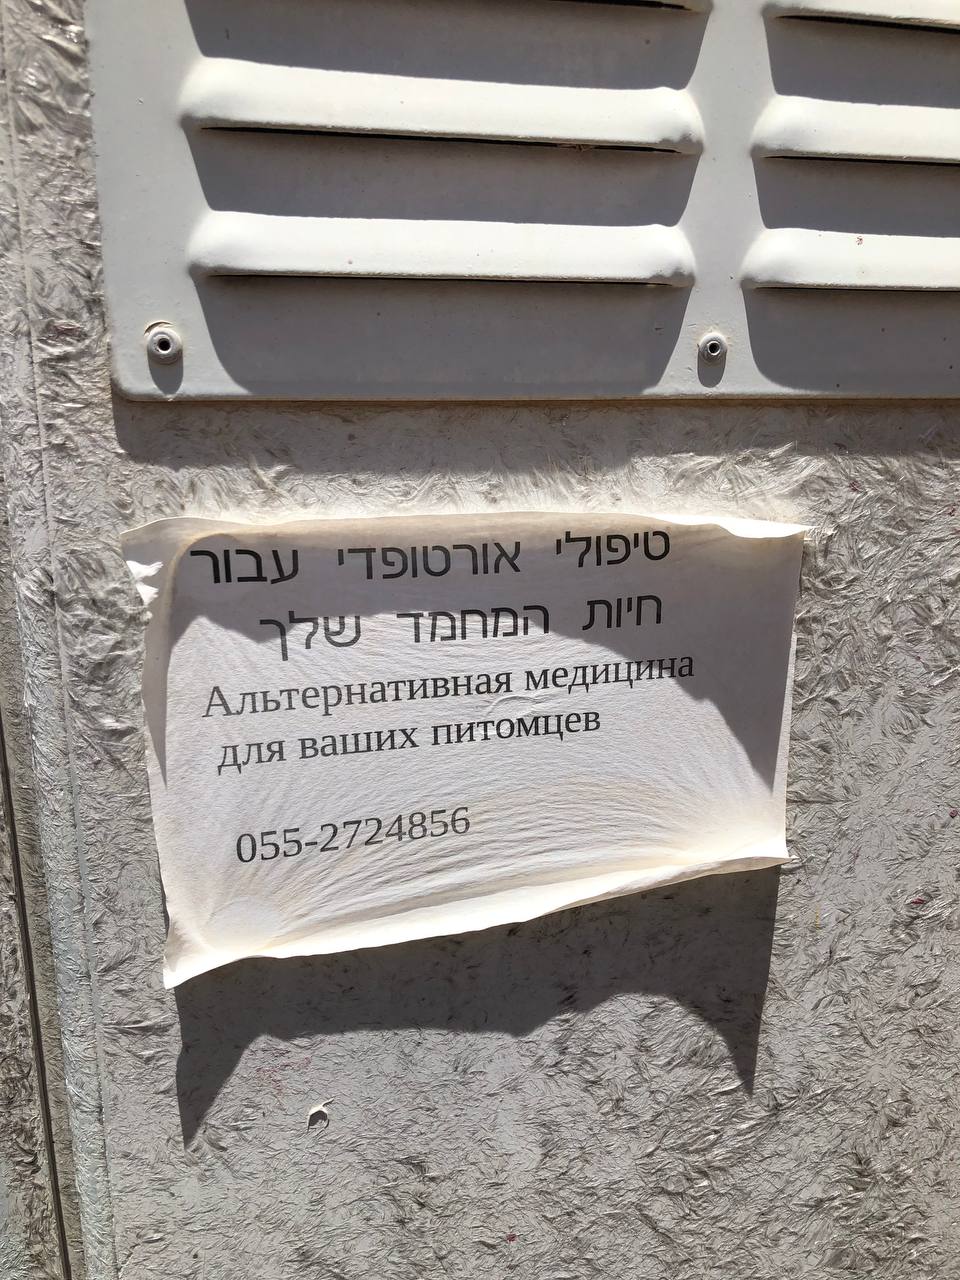 טיפולי אורטופדי עבור
חיות המחמד שלך
Альтернативная медицина
для ваших питомцев
055-2724856